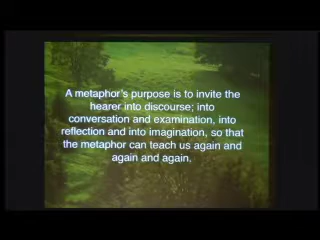 A metaphor's purpose is to invite the
hearer into discourse; into
conversation and examination, into
reflection and into imagination, so that
the metaphor can teach us again and
again and again.